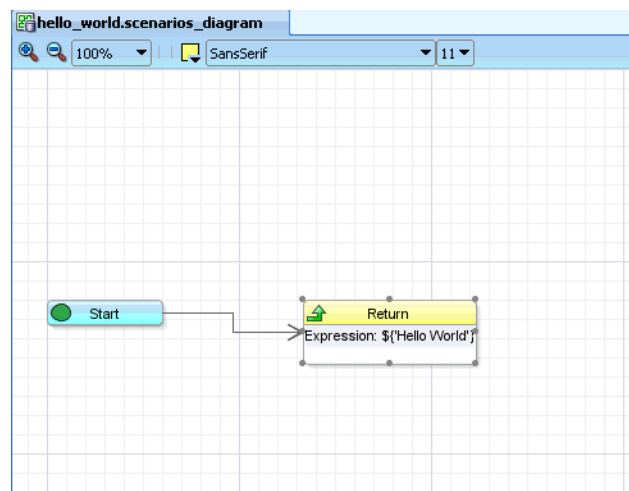 hello_world.scenarios_diagram
100% SansSerif 11
Start
Return
Expression: ${'Hello World'}